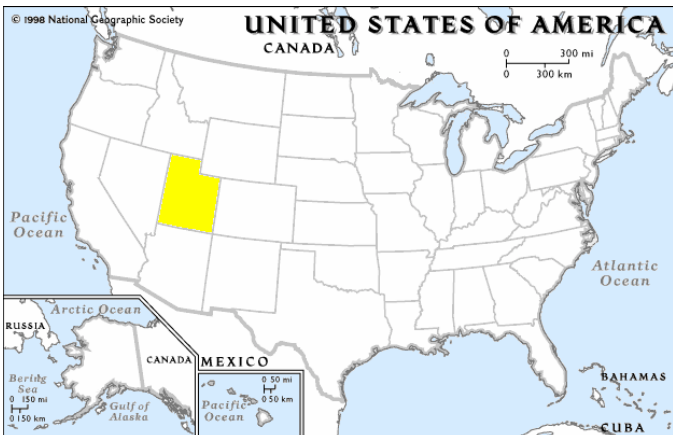 © 1998 National Geographic Society
UNITED STATES OF AMERICA
CANADA
0 300 mi
0 300 km
Pacific
Ocean
Atlantic
Ocean
Arctic Ocean
RUSSIA
CANADA
MEXICO
Bering
Sea
0 150 mi
0 150 km
Gulf of
Alaska
Pacific
Ocean
0 50 mi
0 50 km
BAHAMAS
CUBA